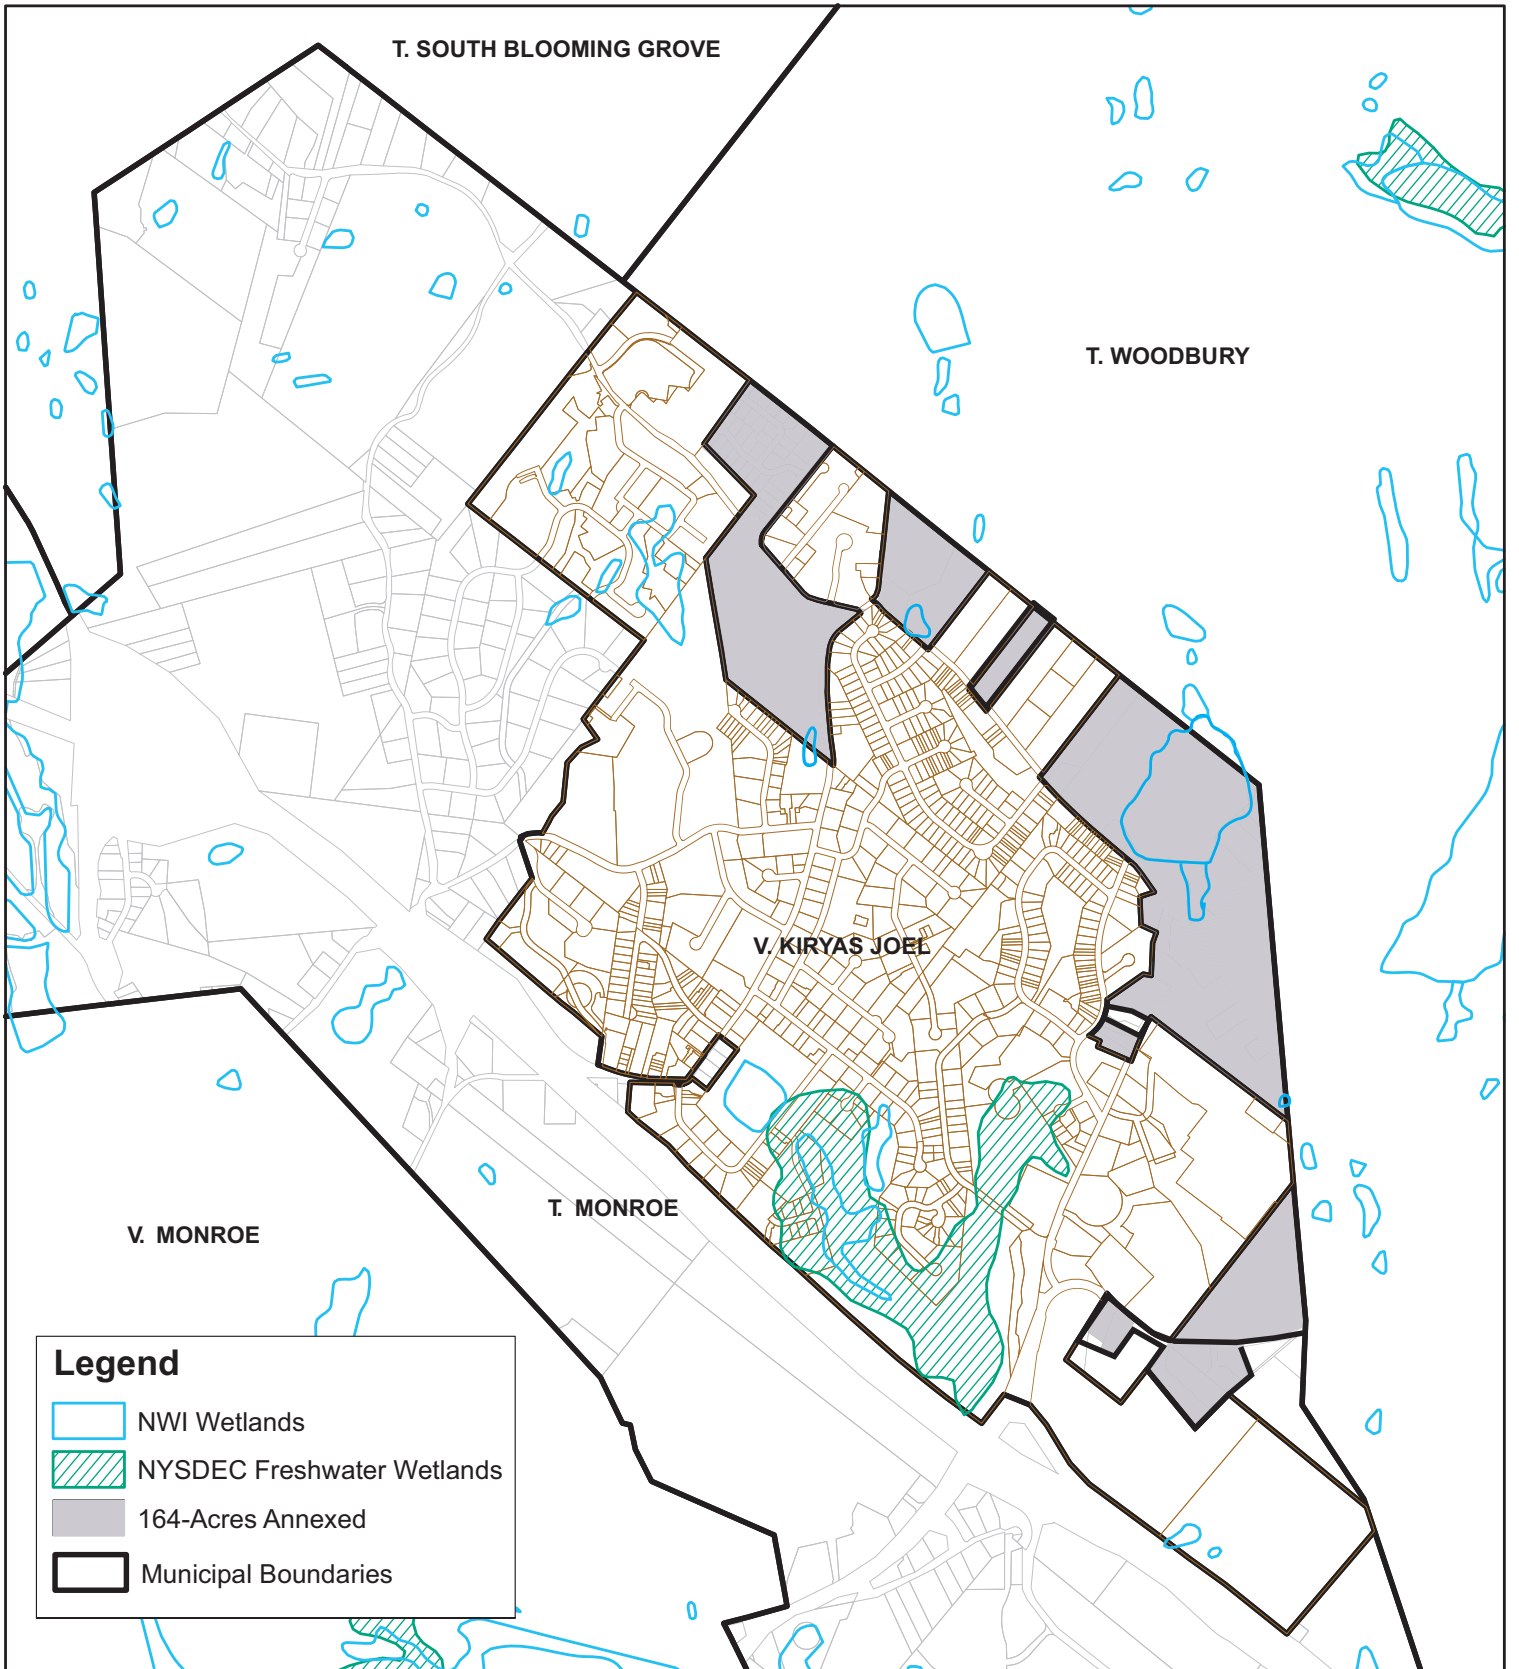 T. SOUTH BLOOMING GROVE
T. WOODBURY
V. KIRYAS JOEL
T. MONROE
V. MONROE
Legend
NWI Wetlands
NYSDEC Freshwater Wetlands
164-Acres Annexed
Municipal Boundaries